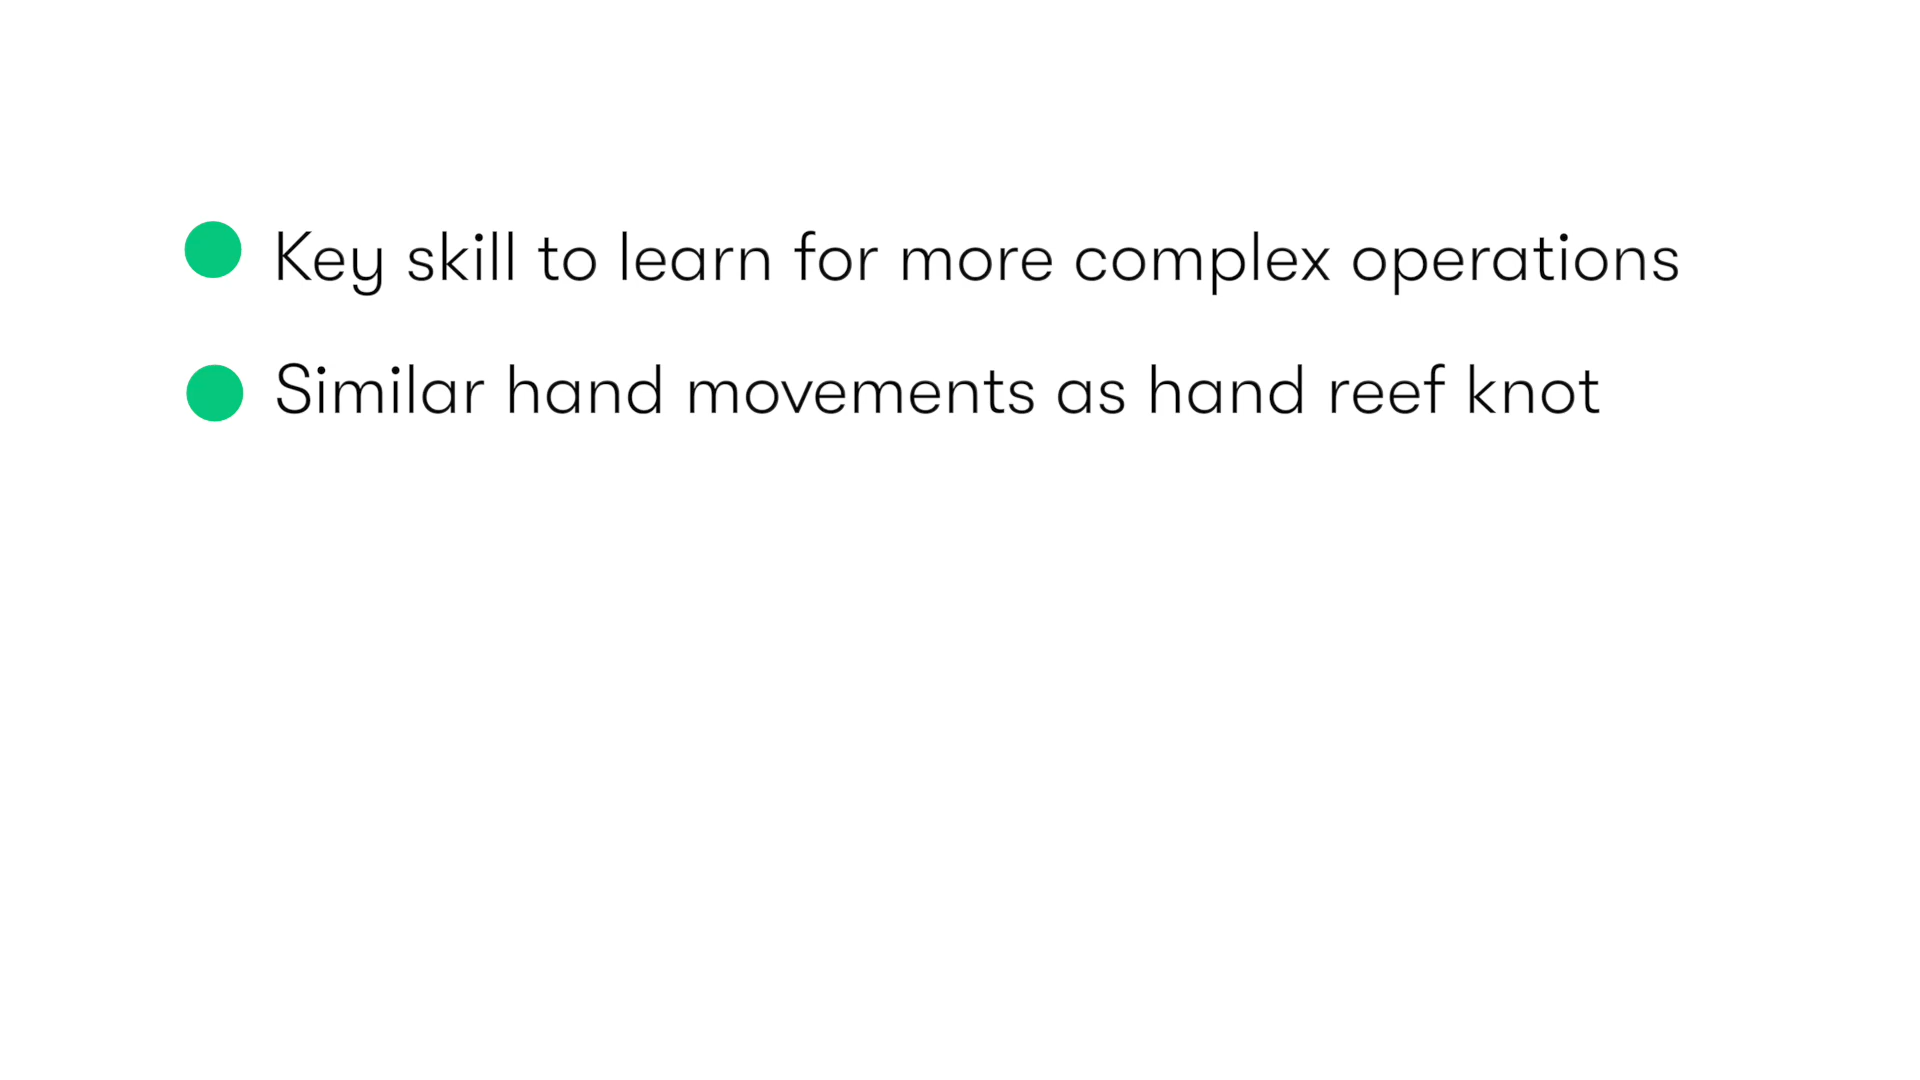 Key skill to learn for more complex operations
Similar hand movements as hand reef knot